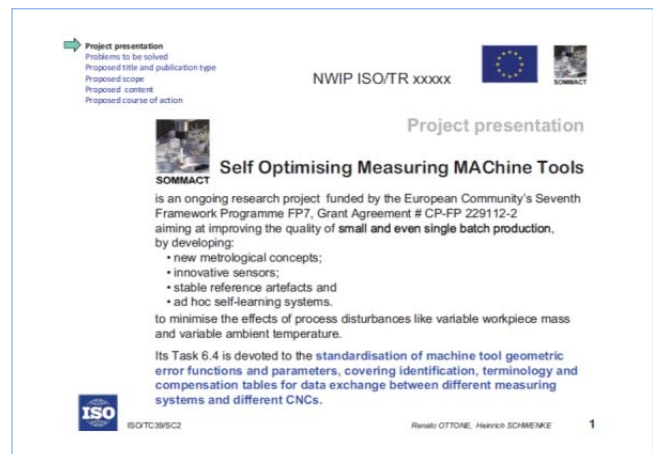 Project presentation
Problems to be solved
Proposed title and publication type
Proposed scope
Proposed content
Proposed course of action
NWIP ISO/TR xxxxx
SOMMACT
Project presentation
SOMMACT
Self Optimising Measuring MAChine Tools
is an ongoing research project funded by the European Community's Seventh
Framework Programme FP7, Grant Agreement # CP-FP 229112-2
aiming at improving the quality of small and even single batch production,
by developing:
• new metrological concepts;
• innovative sensors;
• stable reference artefacts and
• ad hoc self-learning systems.
to minimise the effects of process disturbances like variable workpiece mass
and variable ambient temperature.
Its Task 6.4 is devoted to the standardisation of machine tool geometric
error functions and parameters, covering identification, terminology and
compensation tables for data exchange between different measuring
systems and different CNCs.
ISO
ISO/TC39/SC2
Renato OTTONE, Heinrich SCHWENKE
1